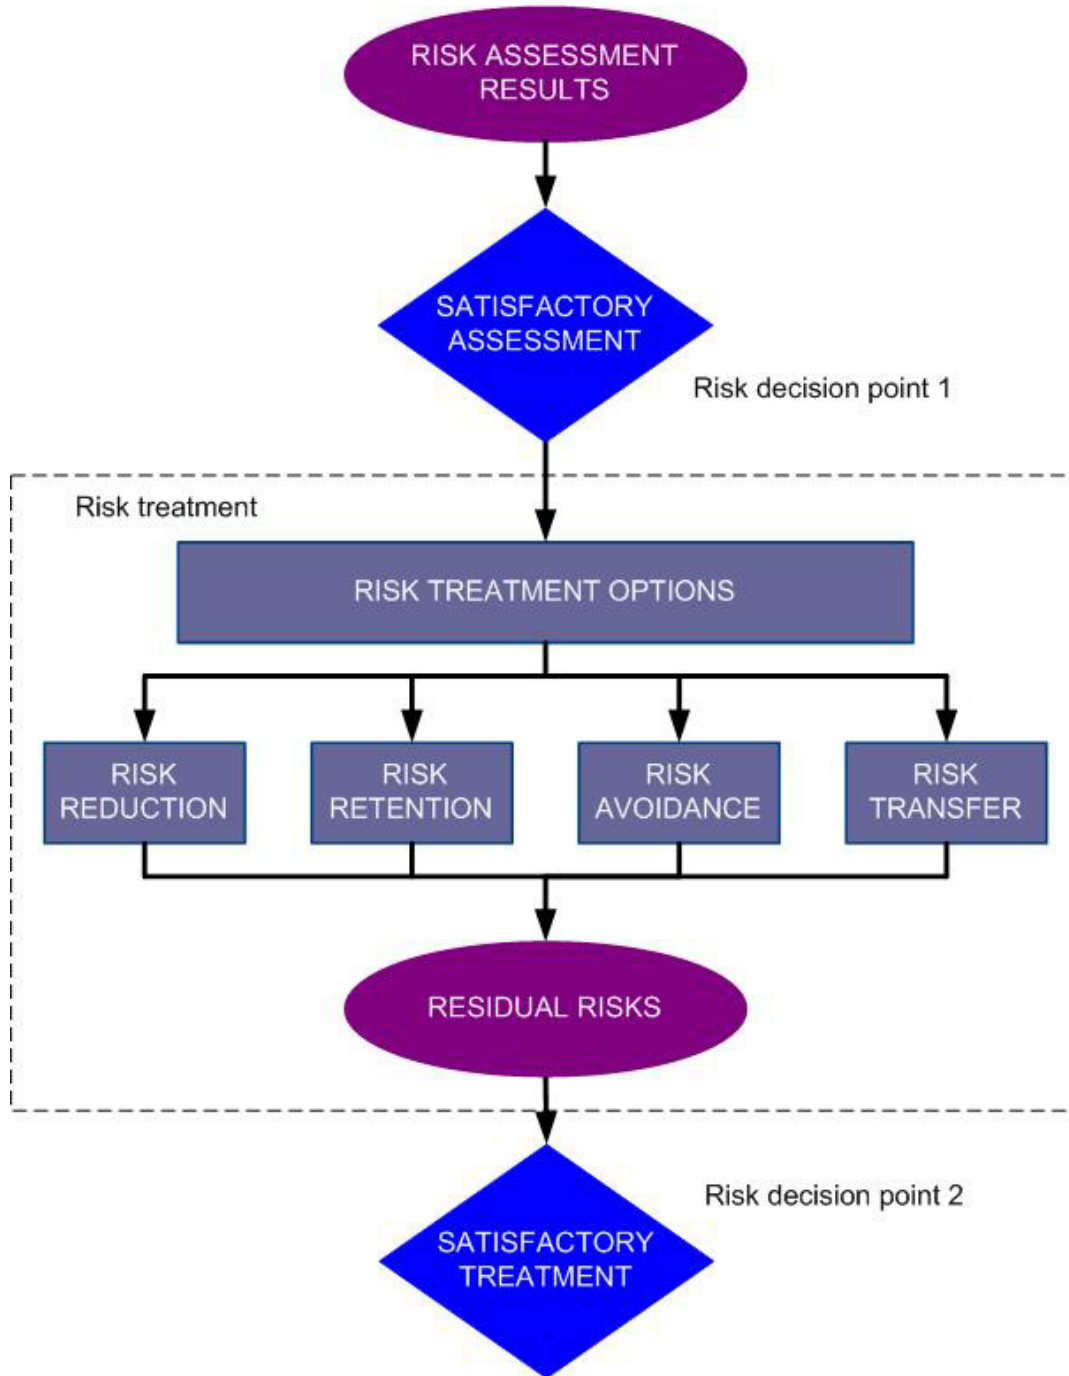 RISK ASSESSMENT
RESULTS
SATISFACTORY
ASSESSMENT
Risk decision point 1
Risk treatment
RISK TREATMENT OPTIONS
RISK
REDUCTION
RISK
RETENTION
RISK
AVOIDANCE
RISK
TRANSFER
RESIDUAL RISKS
Risk decision point 2
SATISFACTORY
TREATMENT